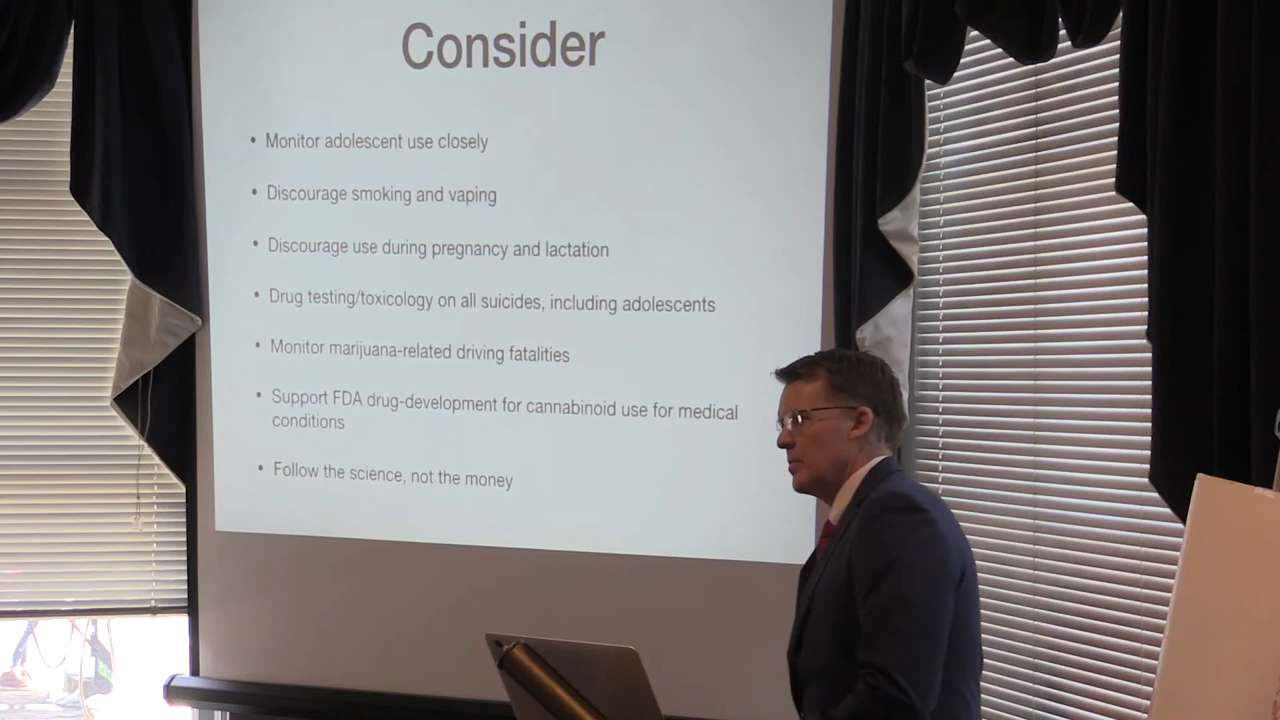 Consider
• Monitor adolescent use closely
• Discourage smoking and vaping
• Discourage use during pregnancy and lactation
• Drug testing/toxicology on all suicides, including adolescents
• Monitor marijuana-related driving fatalities
• Support FDA drug-development for cannabinoid use for medical
conditions
• Follow the science, not the money